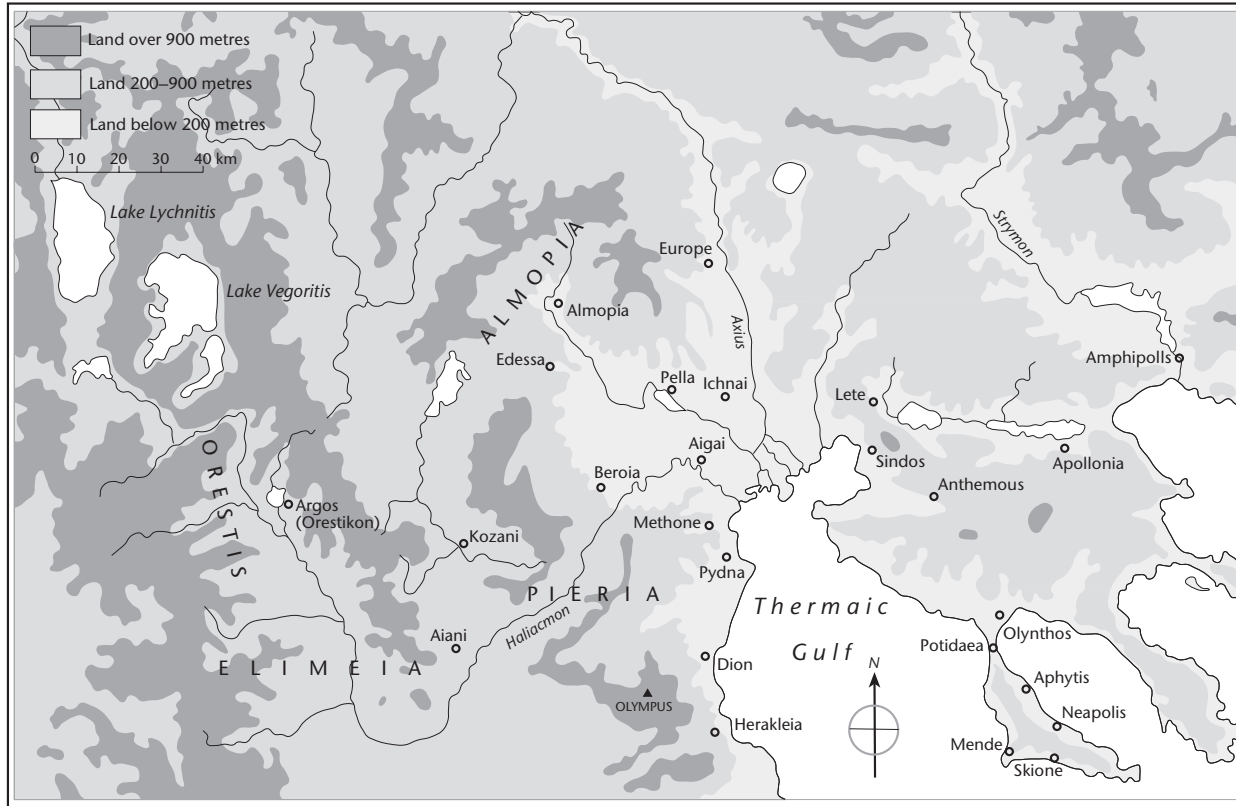 Land over 900 metres
Land 200–900 metres
Land below 200 metres
0 10 20 30 40 km
Lake Lychnitis
Lake Vegoritis
ALMOPIA
Europe
Almopia
Edessa
Axius
Strymon
Amphipolls
Pella
Ichnai
Lete
Aigai
Sindos
Apollonia
Beroia
Anthemous
ORESTIS
Argos
(Orestikon)
Methone
Kozani
Pydna
PIERIA
Haliacmon
Thermaic
Gulf
Olynthos
Potidaea
Aiani
ELIMEIA
Dion
N
OLYMPUS
Aphytis
Neapolis
Herakleia
Mende
Skione